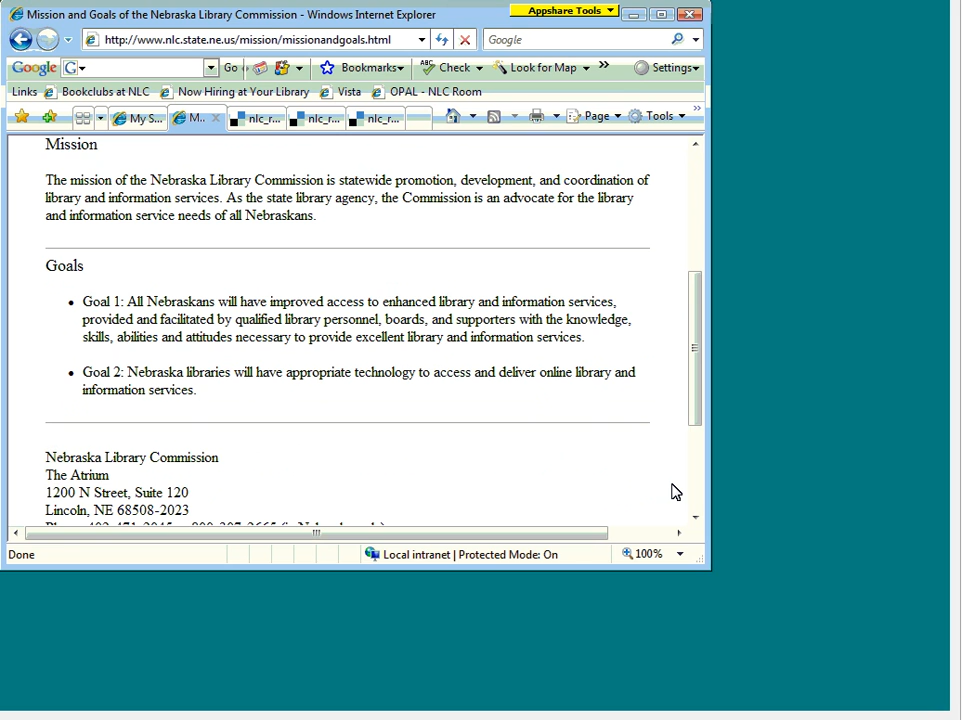 Mission and Goals of the Nebraska Library Commission - Windows Internet Explorer
Appshare Tools
http://www.nlc.state.ne.us/mission/missionandgoals.html
Google
Google G Go Bookmarks ABC Check Look for Map » Settings
Links Bookclubs at NLC Now Hiring at Your Library Vista OPAL - NLC Room
My S... M.. nlc_r... nlc_r... nlc_r... Page Tools »
Mission
The mission of the Nebraska Library Commission is statewide promotion, development, and coordination of
library and information services. As the state library agency, the Commission is an advocate for the library
and information service needs of all Nebraskans.
Goals
• Goal 1: All Nebraskans will have improved access to enhanced library and information services,
provided and facilitated by qualified library personnel, boards, and supporters with the knowledge,
skills, abilities and attitudes necessary to provide excellent library and information services.
• Goal 2: Nebraska libraries will have appropriate technology to access and deliver online library and
information services.
Nebraska Library Commission
The Atrium
1200 N Street, Suite 120
Lincoln, NE 68508-2023
Done Local intranet | Protected Mode: On 100%